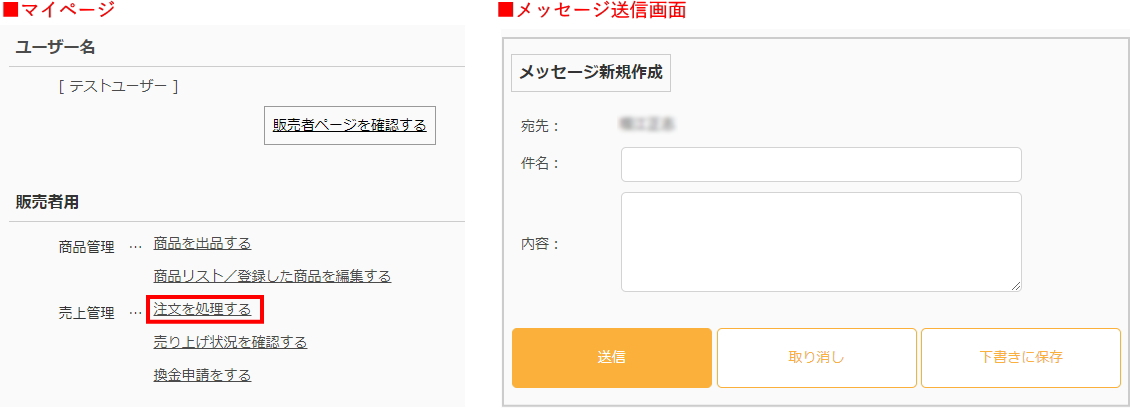 ■マイページ
ユーザー名
[ テストユーザー ]
販売者ページを確認する
販売者用
商品管理 … 商品を出品する
商品リスト／登録した商品を編集する
売上管理 … 注文を処理する
売り上げ状況を確認する
換金申請をする
■メッセージ送信画面
メッセージ新規作成
宛先：
件名：
内容：
送信
取り消し
下書きに保存